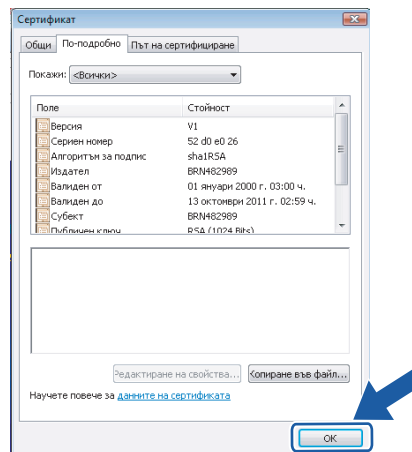 Сертификат
Общи По-подробно Път на сертифициране
Покажи: <Всички>
Поле Стойност
Версия V1
Сериен номер 52 d0 e0 26
Алгоритъм за подпис sha1RSA
Издател BRN482989
Валиден от 01 януари 2000 г. 03:00 ч.
Валиден до 13 октомври 2011 г. 02:59 ч.
Субект BRN482989
Публичен ключ RSA (1024 Bits)
Редактиране на свойства... Копиране във файл...
Научете повече за данните на сертификата
OK